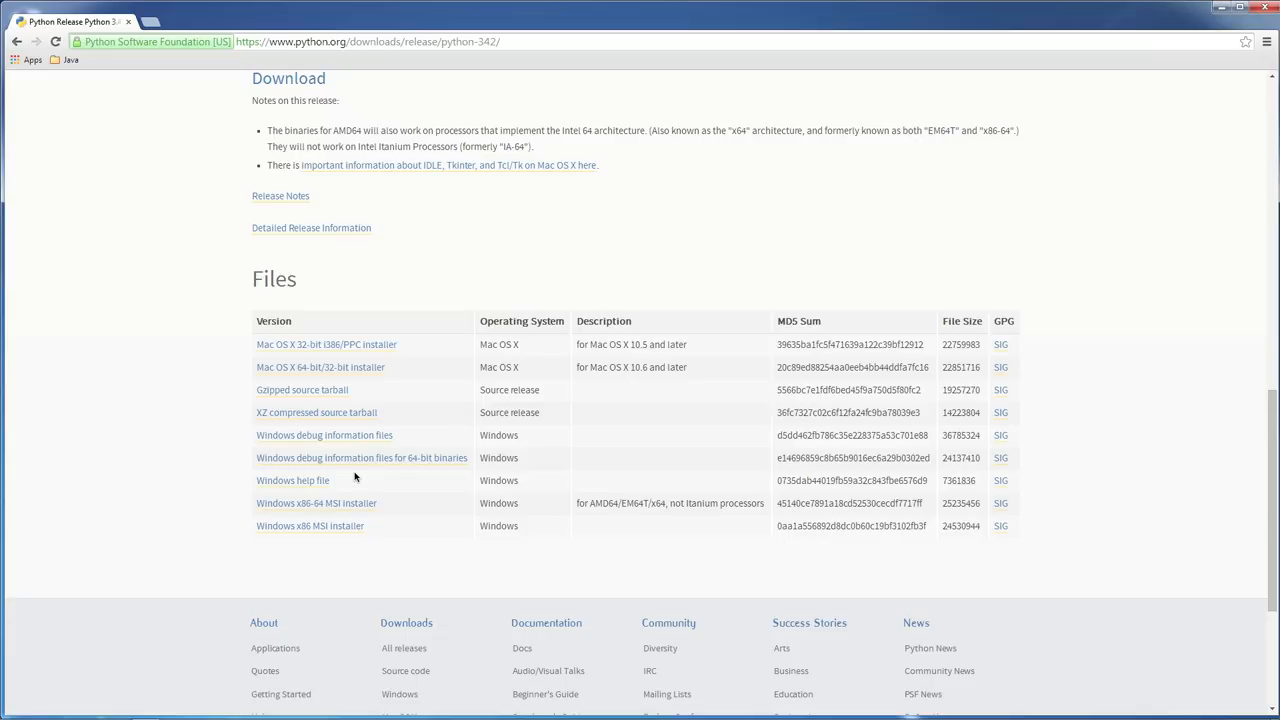 Python Release Python 3.4
Python Software Foundation [US] https://www.python.org/downloads/release/python-342/
Apps Java
Download
Notes on this release:
The binaries for AMD64 will also work on processors that implement the Intel 64 architecture. (Also known as the "x64" architecture, and formerly known as both "EM64T" and "x86-64".)
They will not work on Intel Itanium Processors (formerly "IA-64").
There is important information about IDLE, Tkinter, and Tcl/Tk on Mac OS X here.
Release Notes
Detailed Release Information
Files
Version Operating System Description MD5 Sum File Size GPG
Mac OS X 32-bit i386/PPC installer Mac OS X for Mac OS X 10.5 and later 39635ba1fc5f471639a122c39bf12912 22759983 SIG
Mac OS X 64-bit/32-bit installer Mac OS X for Mac OS X 10.6 and later 20c89ed88254aa0eeb4bb44ddfa7fc16 22851716 SIG
Gzipped source tarball Source release 5566bc7e1fdf6bed45f9a750d5f80fc2 19257270 SIG
XZ compressed source tarball Source release 36fc7327c02c6f12fa24fc9ba78039e3 14223804 SIG
Windows debug information files Windows d5dd462fb786c35e228375a53c701e88 36785324 SIG
Windows debug information files for 64-bit binaries Windows e14696859c8b65b9016ec6a29b0302ed 24137410 SIG
Windows help file Windows 0735dab44019fb59a32c843fbe6576d9 7361836 SIG
Windows x86-64 MSI installer Windows for AMD64/EM64T/x64, not Itanium processors 45140ce7891a18cd52530cecdf7717ff 25235456 SIG
Windows x86 MSI installer Windows 0aa1a556892d8dc0b60c19bf3102fb3f 24530944 SIG
About Downloads Documentation Community Success Stories News
Applications All releases Docs Diversity Arts Python News
Quotes Source code Audio/Visual Talks IRC Business Community News
Getting Started Windows Beginner's Guide Mailing Lists Education PSF News